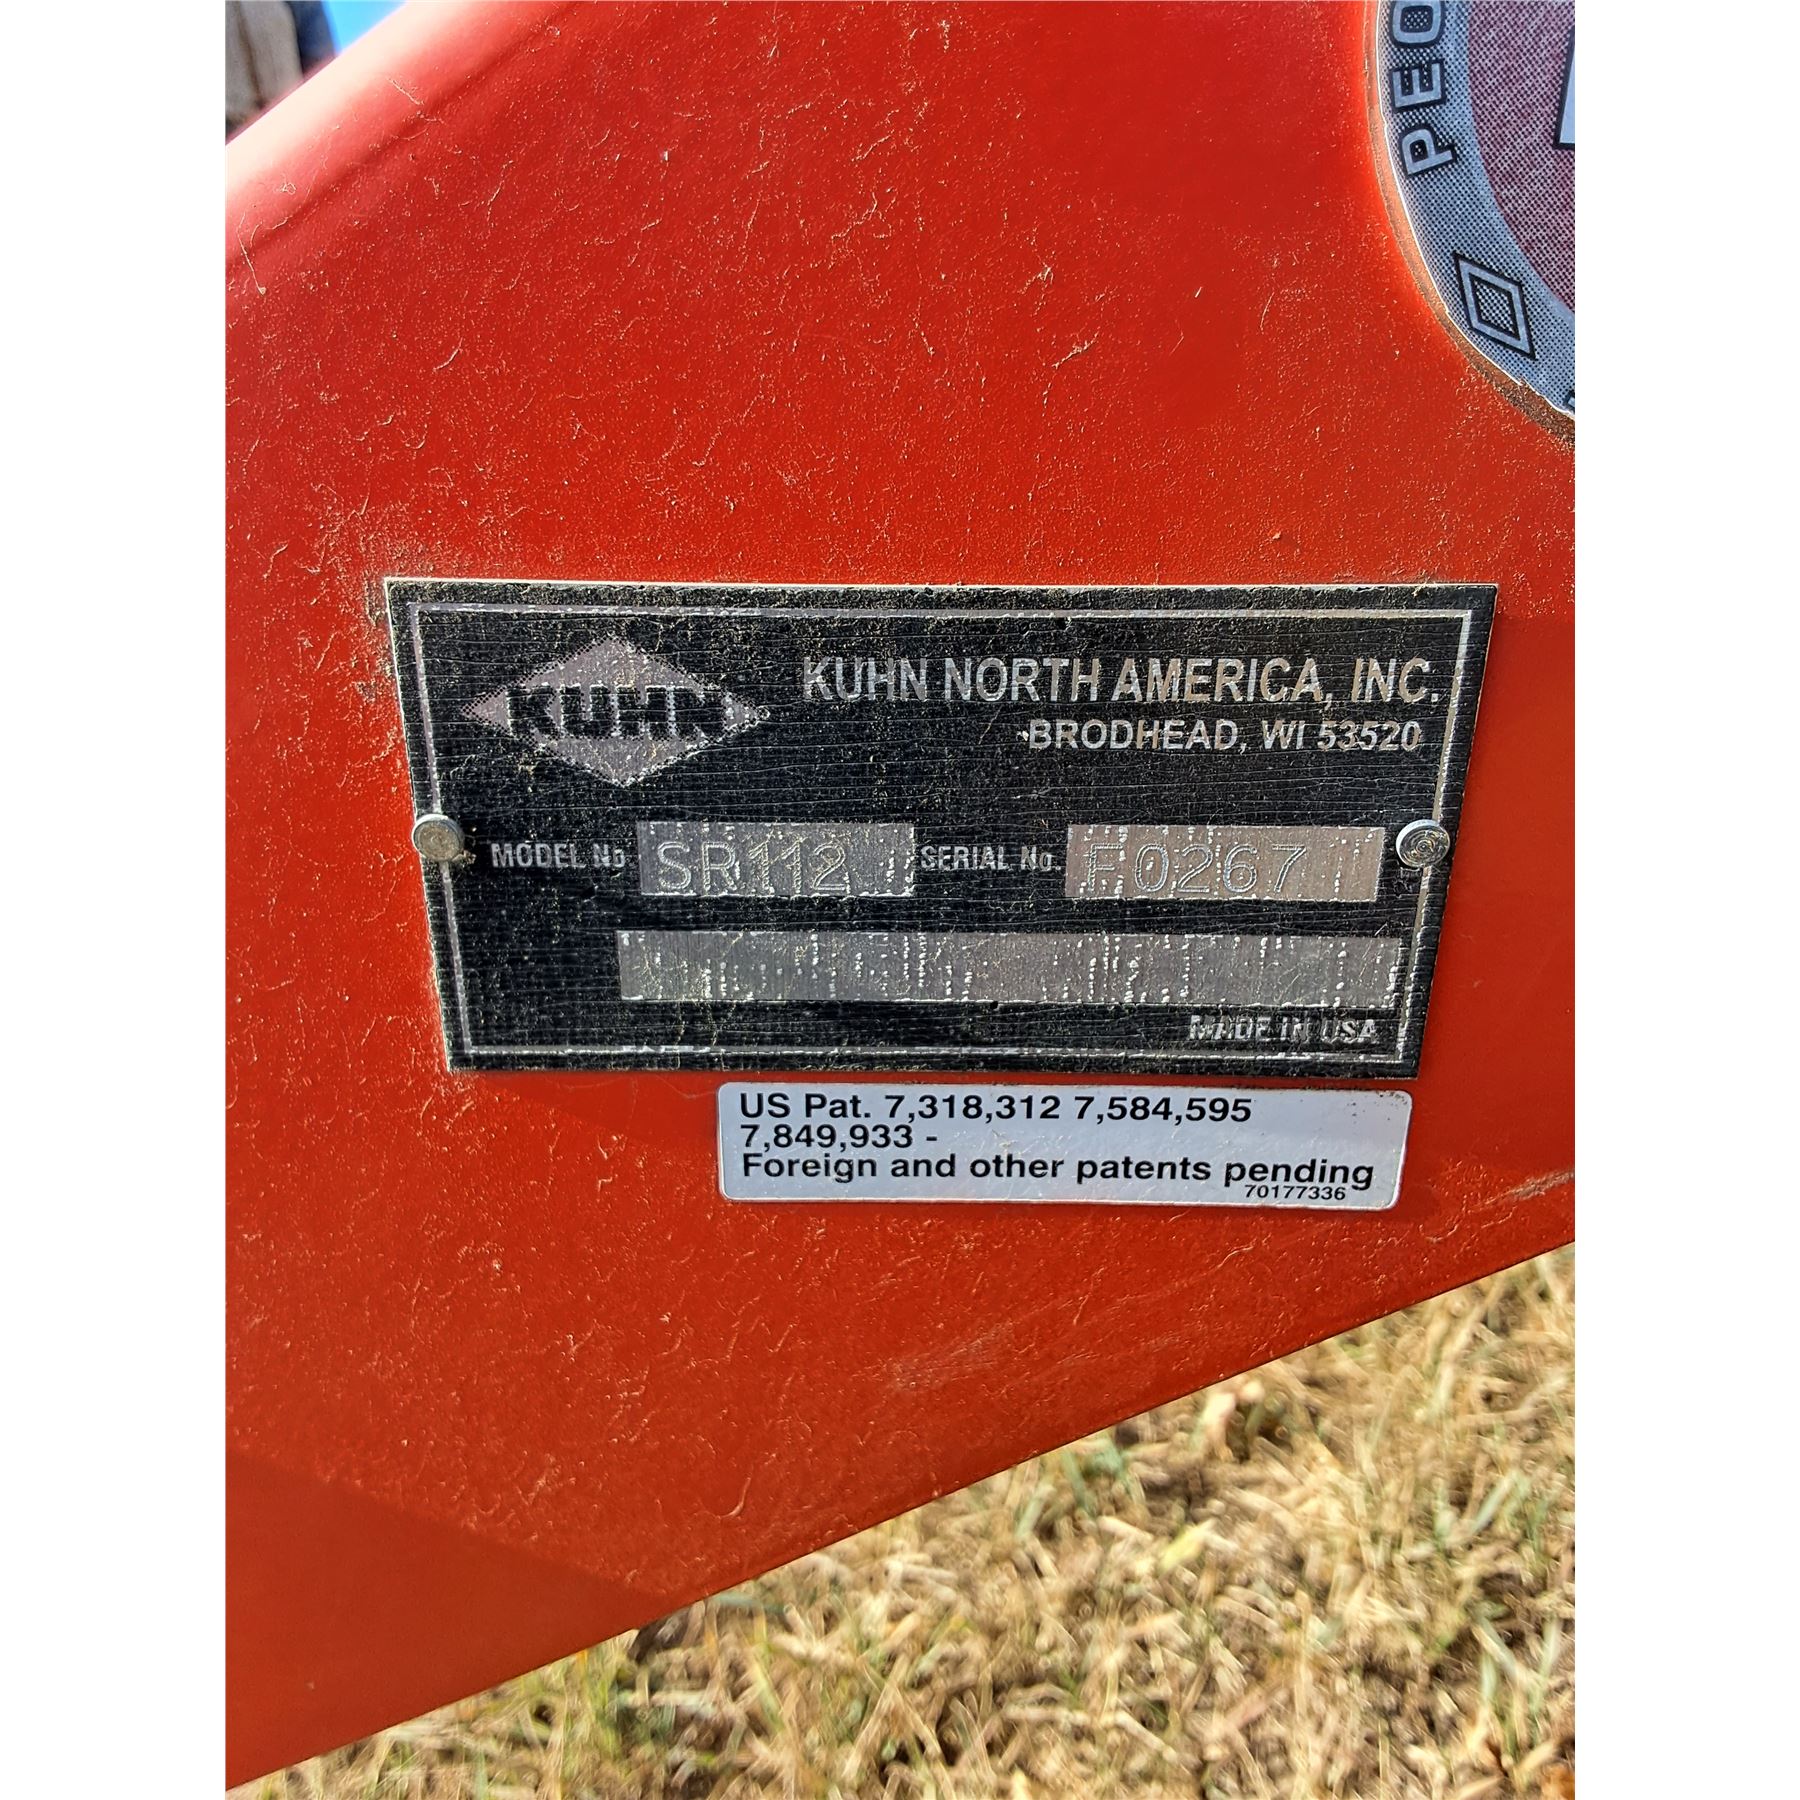 PEO
KUHN
KUHN NORTH AMERICA, INC.
BRODHEAD, WI 53520
MODEL No. SR112 SERIAL No. F0267
MADE IN USA
US Pat. 7,318,312 7,584,595
7,849,933 -
Foreign and other patents pending
70177336